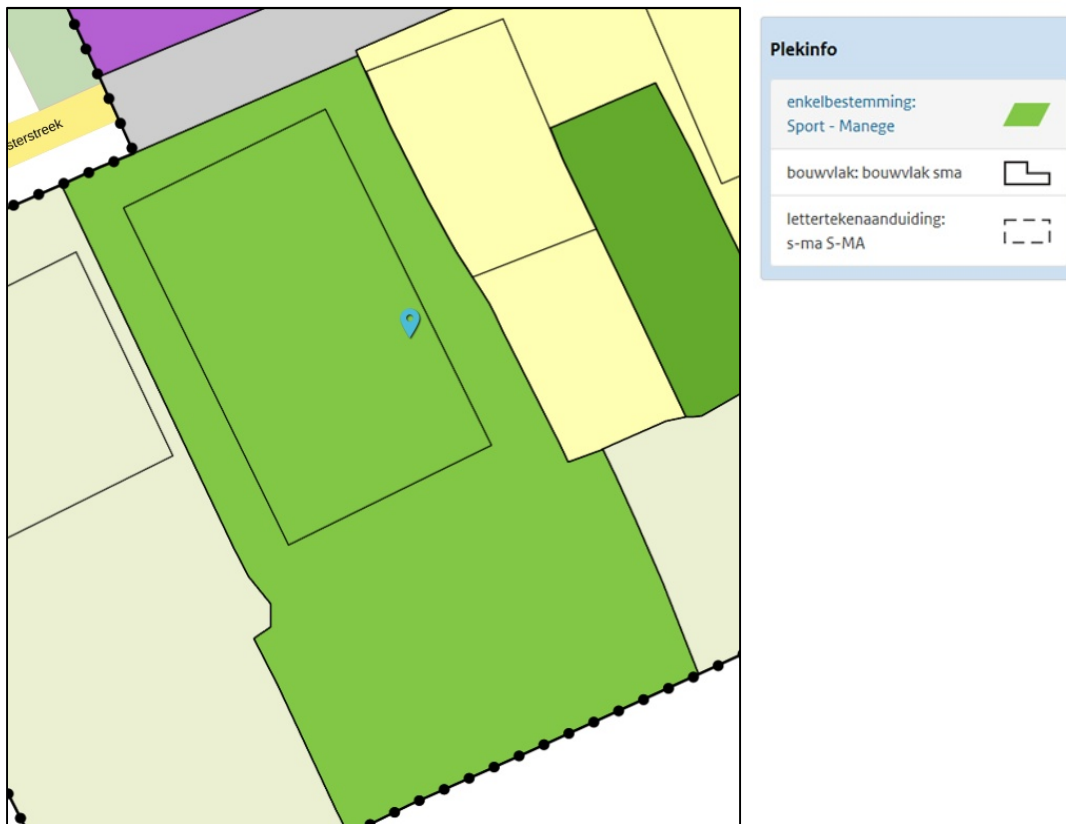 sterstreek
Plekinfo
enkelbestemming:
Sport - Manege
bouwvlak: bouwvlak sma
lettertekenaanduiding:
s-ma S-MA